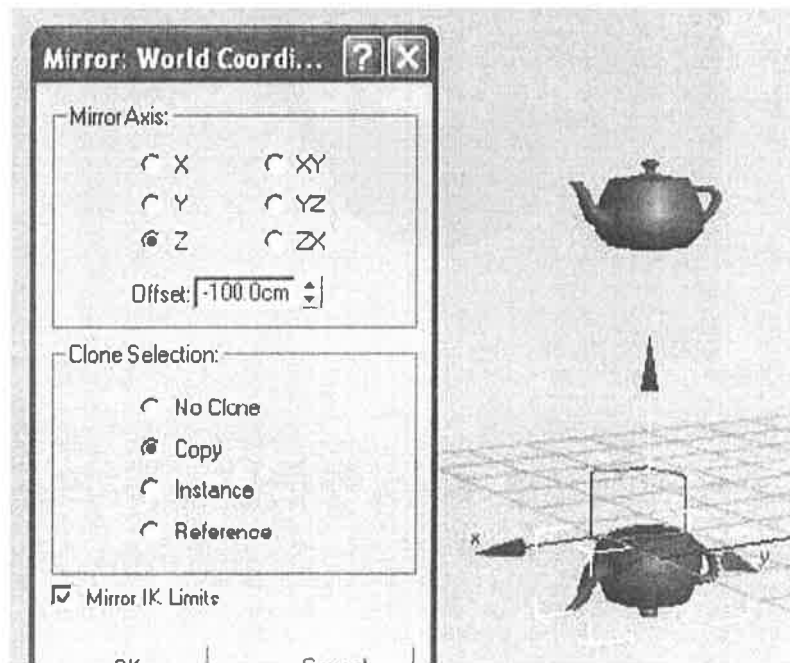 Mirror: World Coordi... ? X
Mirror Axis:
X XY
Y YZ
Z ZX
Offset: -100.0cm
Clone Selection:
No Clone
Copy
Instance
Reference
Mirror IK Limits
x
y